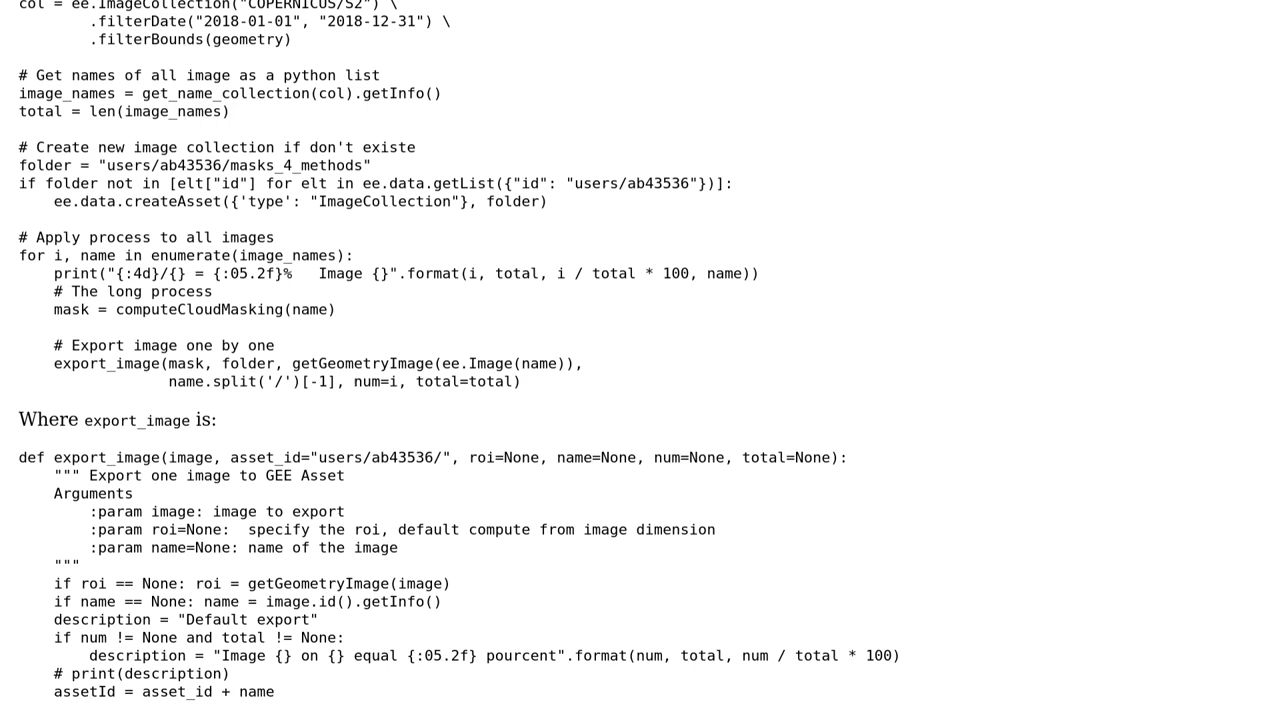 col = ee.ImageCollection("COPERNICUS/S2") \
        .filterDate("2018-01-01", "2018-12-31") \
        .filterBounds(geometry)

# Get names of all image as a python list
image_names = get_name_collection(col).getInfo()
total = len(image_names)

# Create new image collection if don't existe
folder = "users/ab43536/masks_4_methods"
if folder not in [elt["id"] for elt in ee.data.getList({"id": "users/ab43536"})]:
    ee.data.createAsset({'type': "ImageCollection"}, folder)

# Apply process to all images
for i, name in enumerate(image_names):
    print("{:4d}/{} = {:05.2f}%   Image {}".format(i, total, i / total * 100, name))
    # The long process
    mask = computeCloudMasking(name)

    # Export image one by one
    export_image(mask, folder, getGeometryImage(ee.Image(name)),
                 name.split('/')[-1], num=i, total=total)

Where export_image is:

def export_image(image, asset_id="users/ab43536/", roi=None, name=None, num=None, total=None):
    """ Export one image to GEE Asset
    Arguments
        :param image: image to export
        :param roi=None:  specify the roi, default compute from image dimension
        :param name=None: name of the image
    """
    if roi == None: roi = getGeometryImage(image)
    if name == None: name = image.id().getInfo()
    description = "Default export"
    if num != None and total != None:
        description = "Image {} on {} equal {:05.2f} pourcent".format(num, total, num / total * 100)
    # print(description)
    assetId = asset_id + name